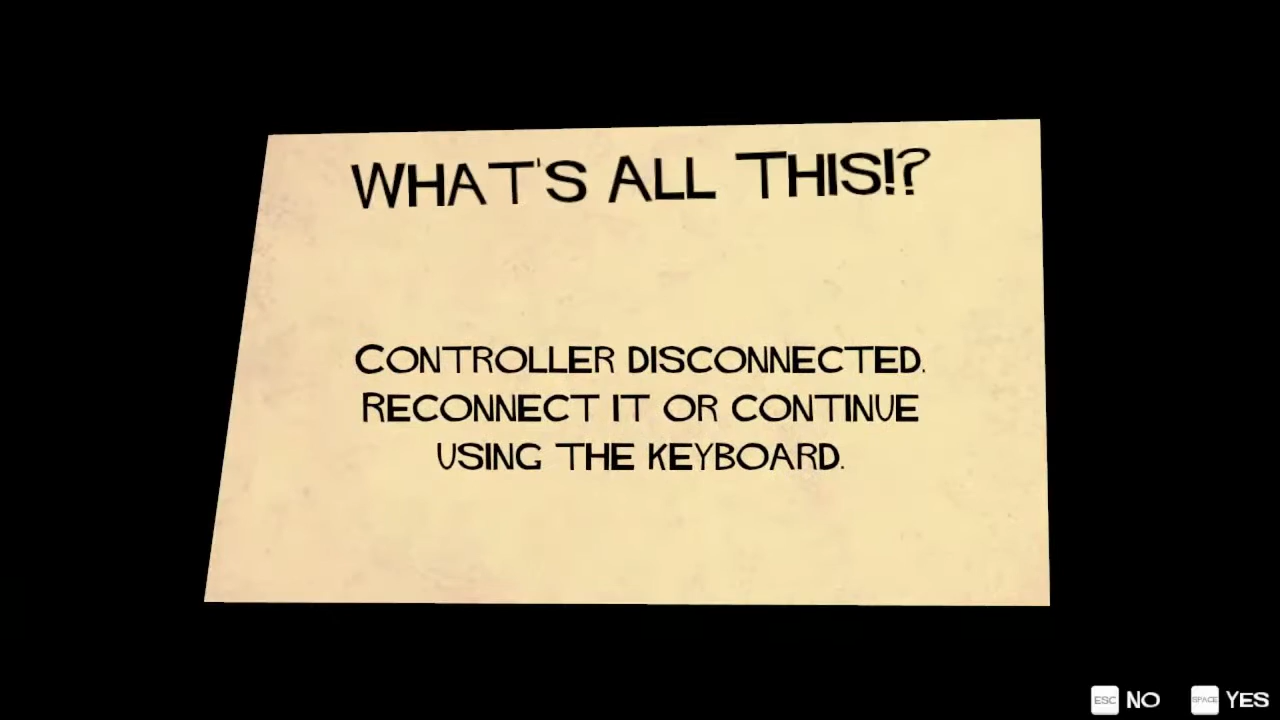 WHAT'S ALL THIS!?
CONTROLLER DISCONNECTED.
RECONNECT IT OR CONTINUE
USING THE KEYBOARD.
ESC NO SPACE YES